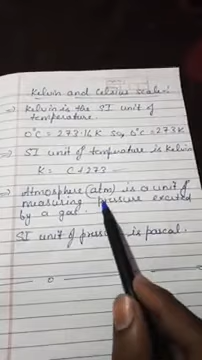 Kelvin and Celsius scales
→ Kelvin is the SI unit of
temperature.
0°C = 273.16K so, 0°C = 273K
→ SI unit of temperature is Kelvin
K = C + 273
→ Atmosphere (atm) is a unit of
measuring pressure exerted
by a gas.
SI unit of pressure is pascal.